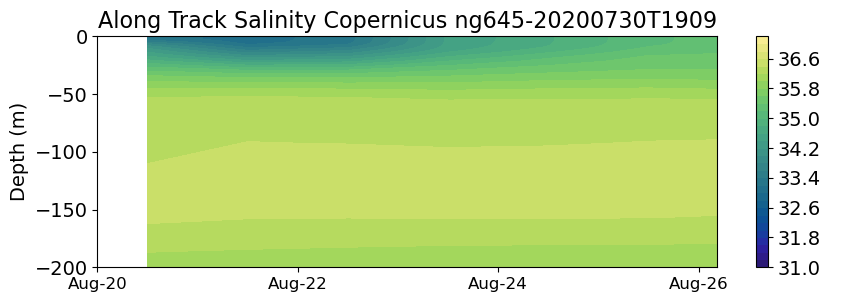 Along Track Salinity Copernicus ng645-20200730T1909
Depth (m)
0
−50
−100
−150
−200
Aug-20
Aug-22
Aug-24
Aug-26
36.6
35.8
35.0
34.2
33.4
32.6
31.8
31.0